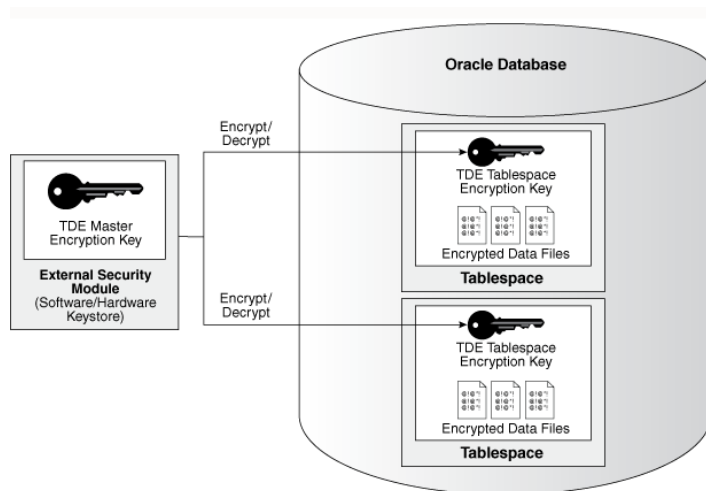 Oracle Database
Encrypt/
Decrypt
TDE Master
Encryption Key
External Security
Module
(Software/Hardware
Keystore)
TDE Tablespace
Encryption Key
Encrypted Data Files
Tablespace
Encrypt/
Decrypt
TDE Tablespace
Encryption Key
Encrypted Data Files
Tablespace